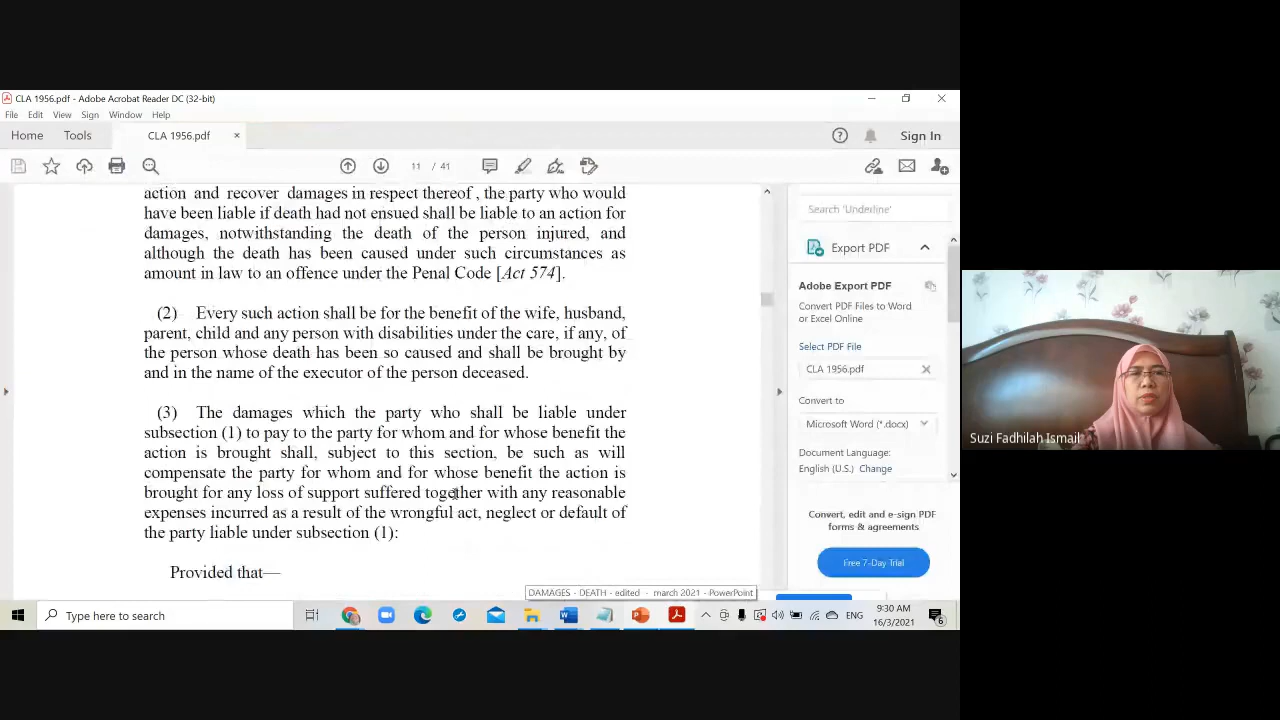 CLA 1956.pdf - Adobe Acrobat Reader DC (32-bit)
File Edit View Sign Window Help
Home Tools CLA 1956.pdf × Sign In
11 / 41
action and recover damages in respect thereof , the party who would
have been liable if death had not ensued shall be liable to an action for
damages, notwithstanding the death of the person injured, and
although the death has been caused under such circumstances as
amount in law to an offence under the Penal Code [Act 574].
(2) Every such action shall be for the benefit of the wife, husband,
parent, child and any person with disabilities under the care, if any, of
the person whose death has been so caused and shall be brought by
and in the name of the executor of the person deceased.
(3) The damages which the party who shall be liable under
subsection (1) to pay to the party for whom and for whose benefit the
action is brought shall, subject to this section, be such as will
compensate the party for whom and for whose benefit the action is
brought for any loss of support suffered together with any reasonable
expenses incurred as a result of the wrongful act, neglect or default of
the party liable under subsection (1):
Provided that—
Search 'Underline'
Export PDF
Adobe Export PDF
Convert PDF Files to Word
or Excel Online
Select PDF File
CLA 1956.pdf
Convert to
Microsoft Word (*.docx)
Document Language:
English (U.S.) Change
Convert, edit and e-sign PDF
forms & agreements
Free 7-Day Trial
DAMAGES - DEATH - edited - march 2021 - PowerPoint
Type here to search
ENG
9:30 AM
16/3/2021
6
Suzi Fadhilah Ismail